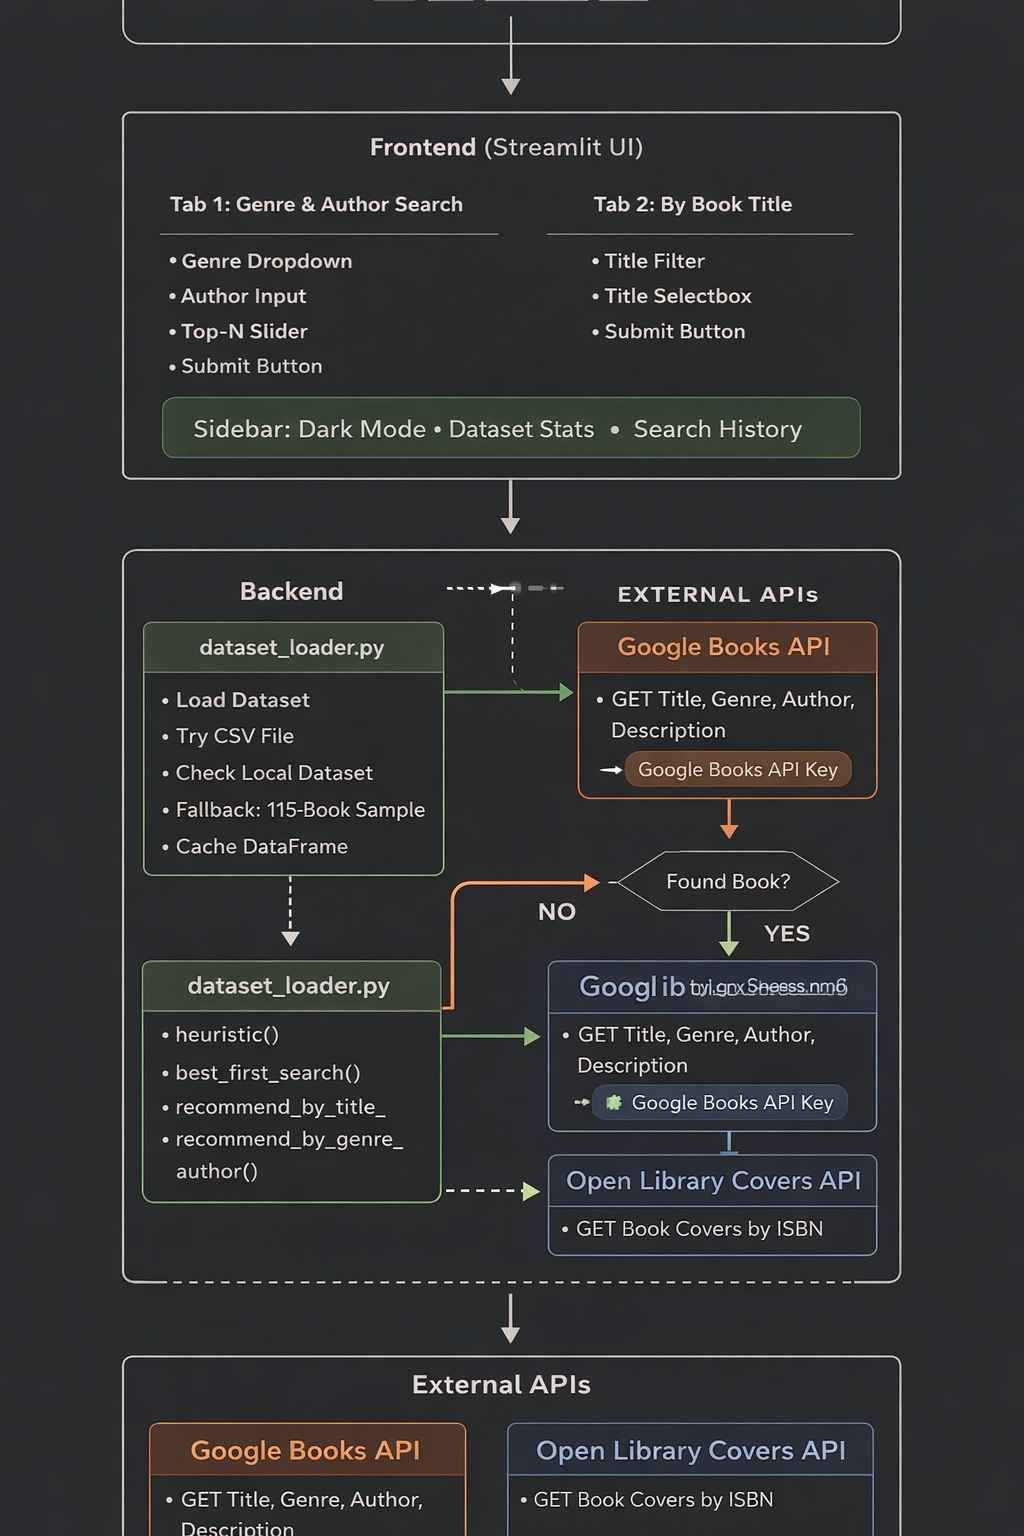 Frontend (Streamlit UI)
Tab 1: Genre & Author Search
• Genre Dropdown
• Author Input
• Top-N Slider
• Submit Button
Tab 2: By Book Title
• Title Filter
• Title Selectbox
• Submit Button
Sidebar: Dark Mode • Dataset Stats • Search History
Backend
dataset_loader.py
• Load Dataset
• Try CSV File
• Check Local Dataset
• Fallback: 115-Book Sample
• Cache DataFrame
EXTERNAL APIs
Google Books API
• GET Title, Genre, Author,
Description
Google Books API Key
Found Book?
NO
YES
dataset_loader.py
• heuristic()
• best_first_search()
• recommend_by_title_
• recommend_by_genre_
author()
Googl ib
• GET Title, Genre, Author,
Description
Google Books API Key
Open Library Covers API
• GET Book Covers by ISBN
External APIs
Google Books API
• GET Title, Genre, Author,
Description
Open Library Covers API
• GET Book Covers by ISBN